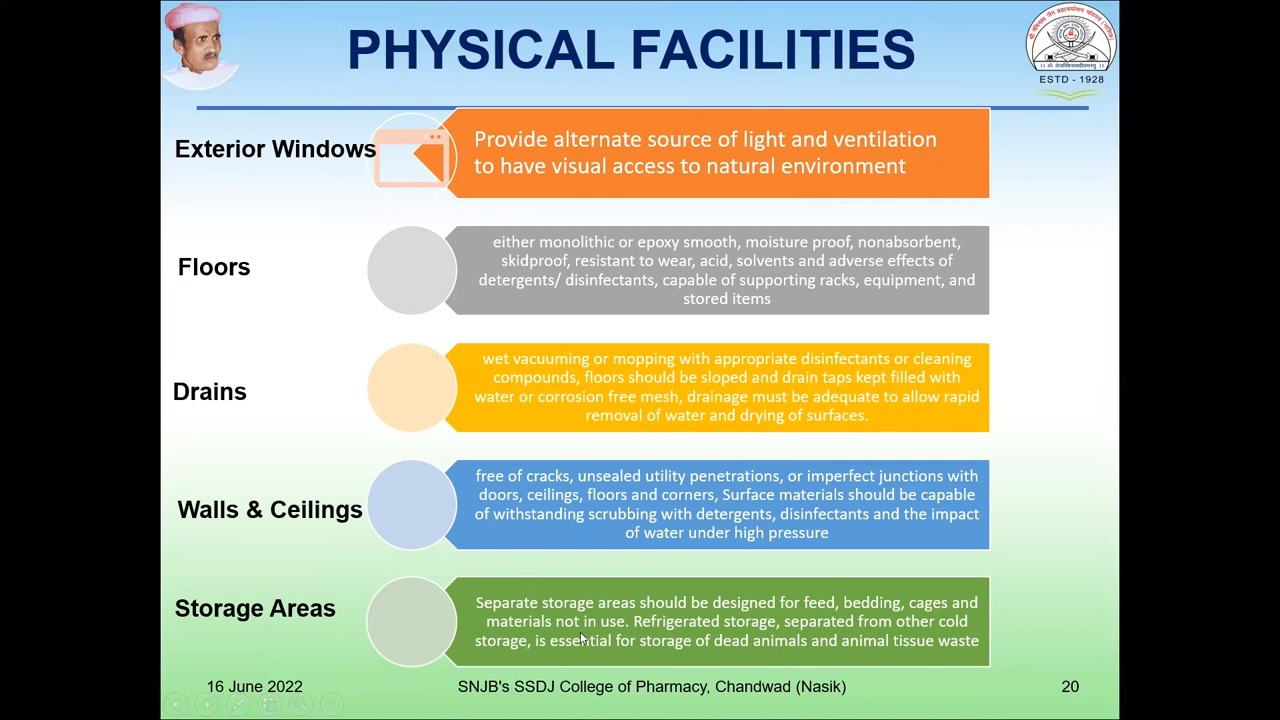 PHYSICAL FACILITIES
ESTD - 1928
Exterior Windows
Provide alternate source of light and ventilation
to have visual access to natural environment
Floors
either monolithic or epoxy smooth, moisture proof, nonabsorbent,
skidproof, resistant to wear, acid, solvents and adverse effects of
detergents/ disinfectants, capable of supporting racks, equipment, and
stored items
Drains
wet vacuuming or mopping with appropriate disinfectants or cleaning
compounds, floors should be sloped and drain taps kept filled with
water or corrosion free mesh, drainage must be adequate to allow rapid
removal of water and drying of surfaces.
Walls & Ceilings
free of cracks, unsealed utility penetrations, or imperfect junctions with
doors, ceilings, floors and corners, Surface materials should be capable
of withstanding scrubbing with detergents, disinfectants and the impact
of water under high pressure
Storage Areas
Separate storage areas should be designed for feed, bedding, cages and
materials not in use. Refrigerated storage, separated from other cold
storage, is essential for storage of dead animals and animal tissue waste
16 June 2022
SNJB's SSDJ College of Pharmacy, Chandwad (Nasik)
20